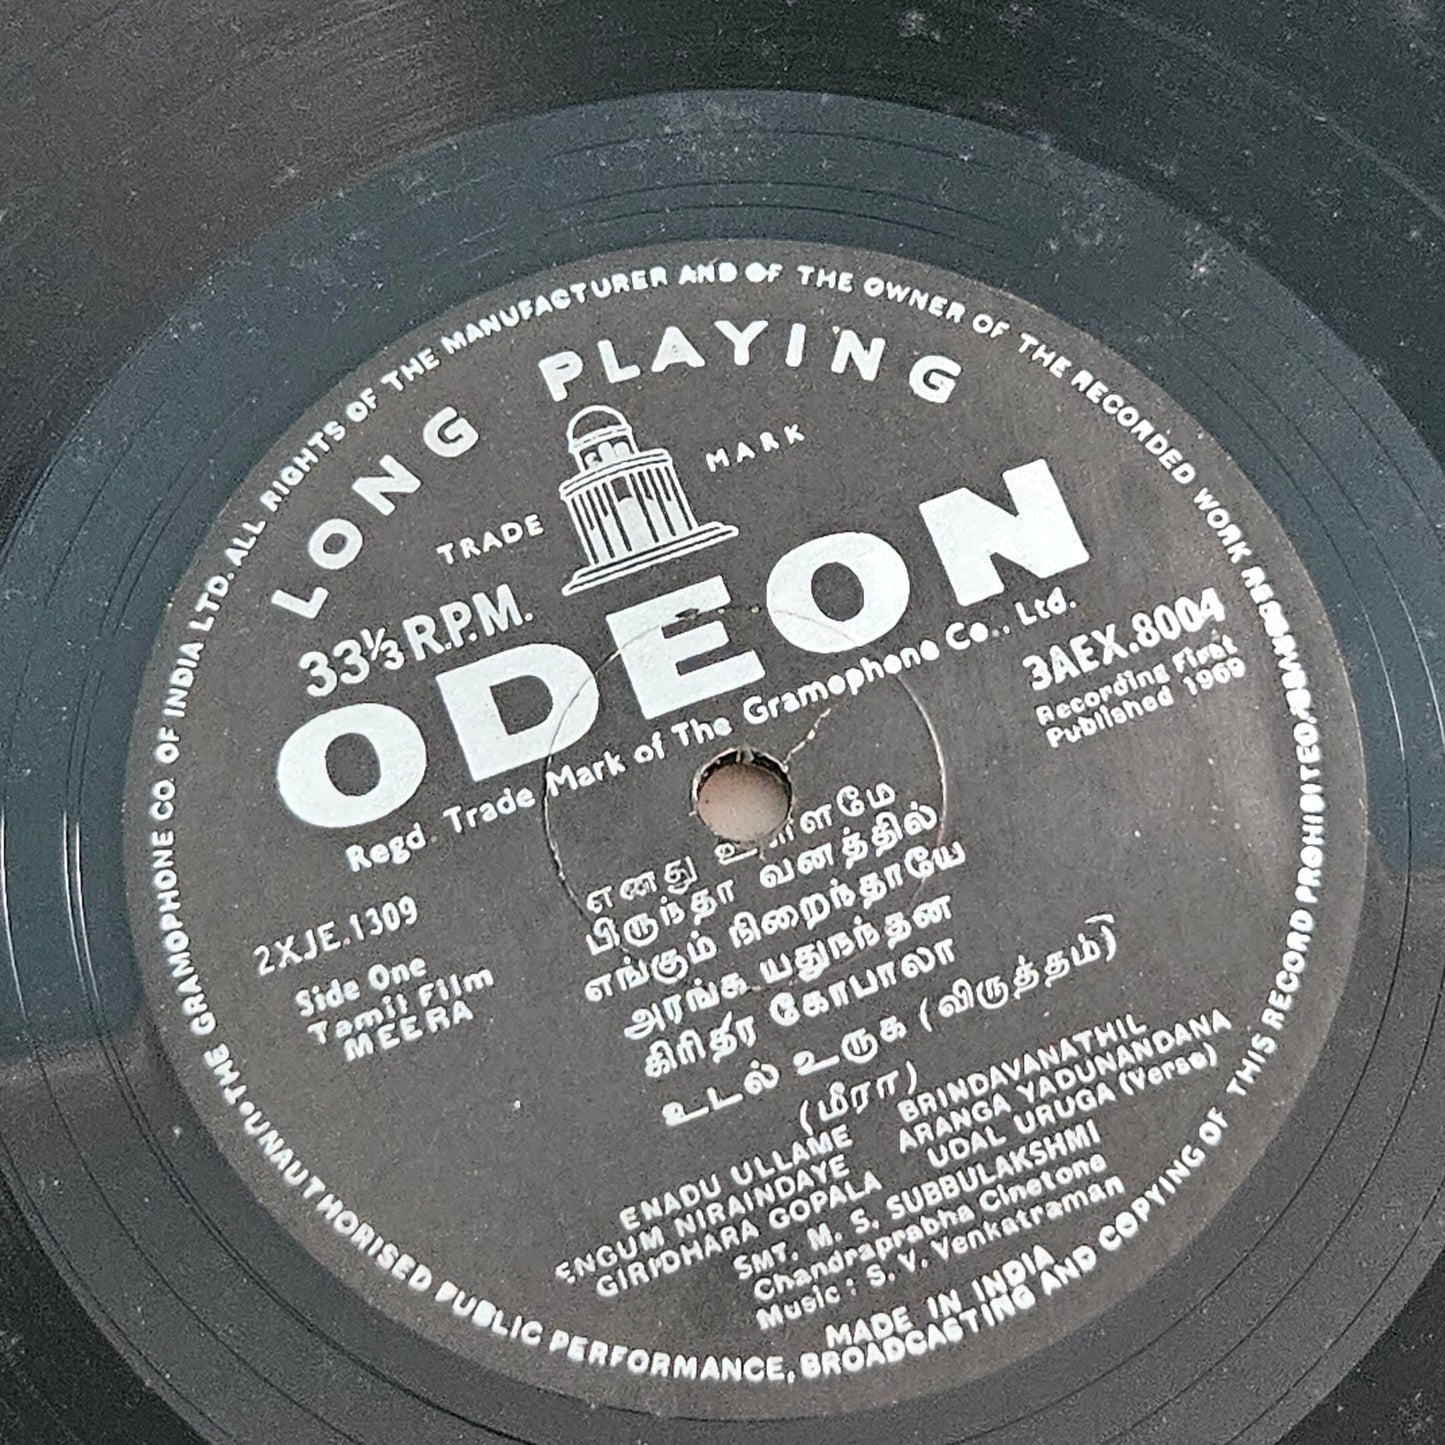 THE GRAMOPHONE CO. OF INDIA LTD. ALL RIGHTS OF THE MANUFACTURER AND OF THE OWNER OF THE RECORDED WORK RESERVED. PROHIBITED.
UNAUTHORISED PUBLIC PERFORMANCE, BROADCASTING AND COPYING OF THIS RECORD PROHIBITED
LONG PLAYING
TRADE MARK
33⅓ R.P.M.
ODEON
Regd. Trade Mark of The Gramophone Co., Ltd.
3AEX.8004
Recording First
Published 1969
2XJE.1309
Side One
Tamil Film
MEERA
எனது உள்ளமே
பிருந்தா வனத்தில்
எங்கும் நிறைந்தாயே
அரங்க யதுநந்தன
கிரிதர கோபாலா
உடல் உருக (விருத்தம்)
(மீரா)
ENADU ULLAME BRINDAVANATHIL
ENGUM NIRAINDAYE ARANGA YADUNANDANA
GIRIDHARA GOPALA UDAL URUGA (Verse)
SMT. M. S. SUBBULAKSHMI
Chandraprabha Cinetone
Music : S. V. Venkatraman
MADE IN INDIA